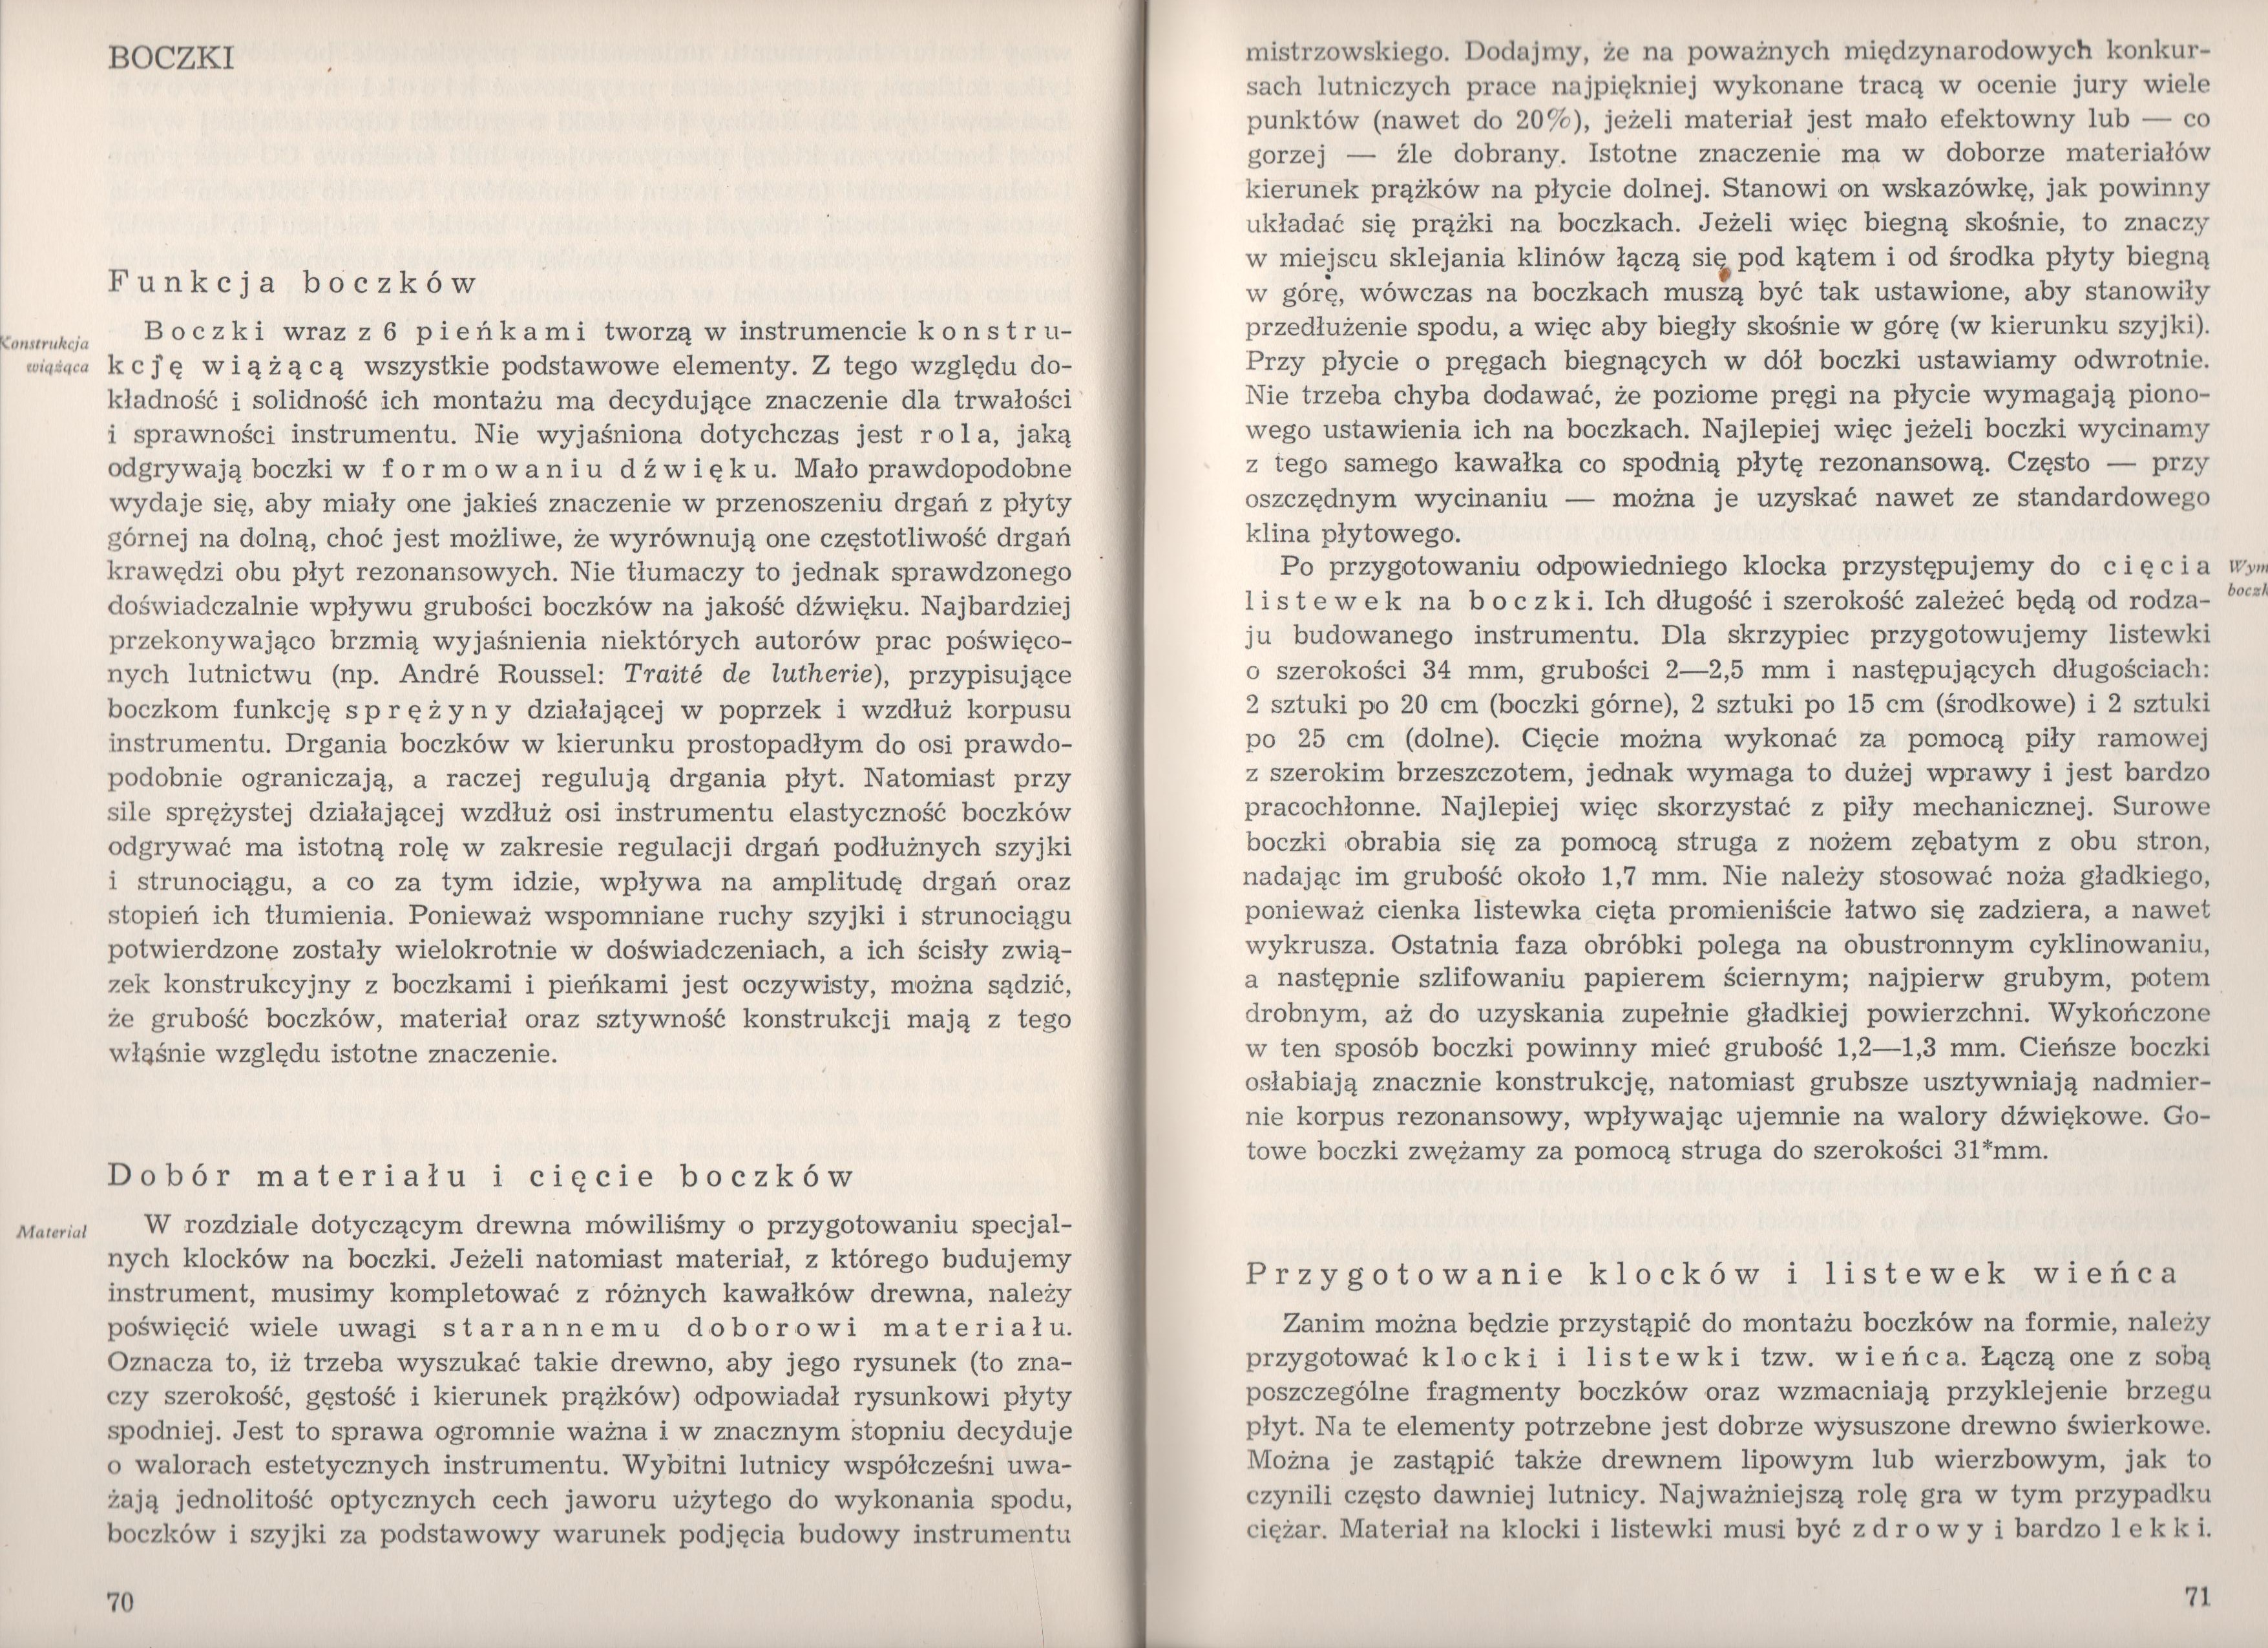 BOCZKI
Funkcja boczków
Konstrukcja
wiążąca
Boczki wraz z 6 pieńkami tworzą w instrumencie konstru-
kcję wiążącą wszystkie podstawowe elementy. Z tego względu do-
kładność i solidność ich montażu ma decydujące znaczenie dla trwałości
i sprawności instrumentu. Nie wyjaśniona dotychczas jest rola, jaką
odgrywają boczki w formowaniu dźwięku. Mało prawdopodobne
wydaje się, aby miały one jakieś znaczenie w przenoszeniu drgań z płyty
górnej na dolną, choć jest możliwe, że wyrównują one częstotliwość drgań
krawędzi obu płyt rezonansowych. Nie tłumaczy to jednak sprawdzonego
doświadczalnie wpływu grubości boczków na jakość dźwięku. Najbardziej
przekonywająco brzmią wyjaśnienia niektórych autorów prac poświęco-
nych lutnictwu (np. André Roussel: Traité de lutherie), przypisujące
boczkom funkcję sprężyny działającej w poprzek i wzdłuż korpusu
instrumentu. Drgania boczków w kierunku prostopadłym do osi prawdo-
podobnie ograniczają, a raczej regulują drgania płyt. Natomiast przy
sile sprężystej działającej wzdłuż osi instrumentu elastyczność boczków
odgrywać ma istotną rolę w zakresie regulacji drgań podłużnych szyjki
i strunociągu, a co za tym idzie, wpływa na amplitudę drgań oraz
stopień ich tłumienia. Ponieważ wspomniane ruchy szyjki i strunociągu
potwierdzone zostały wielokrotnie w doświadczeniach, a ich ścisły zwią-
zek konstrukcyjny z boczkami i pieńkami jest oczywisty, można sądzić,
że grubość boczków, materiał oraz sztywność konstrukcji mają z tego
właśnie względu istotne znaczenie.
Dobór materiału i cięcie boczków
Materiał
W rozdziale dotyczącym drewna mówiliśmy o przygotowaniu specjal-
nych klocków na boczki. Jeżeli natomiast materiał, z którego budujemy
instrument, musimy kompletować z różnych kawałków drewna, należy
poświęcić wiele uwagi starannemu doborowi materiału.
Oznacza to, iż trzeba wyszukać takie drewno, aby jego rysunek (to zna-
czy szerokość, gęstość i kierunek prążków) odpowiadał rysunkowi płyty
spodniej. Jest to sprawa ogromnie ważna i w znacznym stopniu decyduje
o walorach estetycznych instrumentu. Wybitni lutnicy współcześni uwa-
żają jednolitość optycznych cech jaworu użytego do wykonania spodu,
boczków i szyjki za podstawowy warunek podjęcia budowy instrumentu
70
mistrzowskiego. Dodajmy, że na poważnych międzynarodowych konkur-
sach lutniczych prace najpiękniej wykonane tracą w ocenie jury wiele
punktów (nawet do 20%), jeżeli materiał jest mało efektowny lub — co
gorzej — źle dobrany. Istotne znaczenie ma w doborze materiałów
kierunek prążków na płycie dolnej. Stanowi on wskazówkę, jak powinny
układać się prążki na boczkach. Jeżeli więc biegną skośnie, to znaczy
w miejscu sklejania klinów łączą się pod kątem i od środka płyty biegną
w górę, wówczas na boczkach muszą być tak ustawione, aby stanowiły
przedłużenie spodu, a więc aby biegły skośnie w górę (w kierunku szyjki).
Przy płycie o pręgach biegnących w dół boczki ustawiamy odwrotnie.
Nie trzeba chyba dodawać, że poziome pręgi na płycie wymagają piono-
wego ustawienia ich na boczkach. Najlepiej więc jeżeli boczki wycinamy
z tego samego kawałka co spodnią płytę rezonansową. Często — przy
oszczędnym wycinaniu — można je uzyskać nawet ze standardowego
klina płytowego.
Po przygotowaniu odpowiedniego klocka przystępujemy do cięcia
listewek na boczki. Ich długość i szerokość zależeć będą od rodza-
ju budowanego instrumentu. Dla skrzypiec przygotowujemy listewki
o szerokości 34 mm, grubości 2—2,5 mm i następujących długościach:
2 sztuki po 20 cm (boczki górne), 2 sztuki po 15 cm (środkowe) i 2 sztuki
po 25 cm (dolne). Cięcie można wykonać za pomocą piły ramowej
z szerokim brzeszczotem, jednak wymaga to dużej wprawy i jest bardzo
pracochłonne. Najlepiej więc skorzystać z piły mechanicznej. Surowe
boczki obrabia się za pomocą struga z nożem zębatym z obu stron,
nadając im grubość około 1,7 mm. Nie należy stosować noża gładkiego,
ponieważ cienka listewka cięta promieniście łatwo się zadziera, a nawet
wykrusza. Ostatnia faza obróbki polega na obustronnym cyklinowaniu,
a następnie szlifowaniu papierem ściernym; najpierw grubym, potem
drobnym, aż do uzyskania zupełnie gładkiej powierzchni. Wykończone
w ten sposób boczki powinny mieć grubość 1,2—1,3 mm. Cieńsze boczki
osłabiają znacznie konstrukcję, natomiast grubsze usztywniają nadmier-
nie korpus rezonansowy, wpływając ujemnie na walory dźwiękowe. Go-
towe boczki zwężamy za pomocą struga do szerokości 31*mm.
Wym
boczk
Przygotowanie klocków i listewek wieńca
Zanim można będzie przystąpić do montażu boczków na formie, należy
przygotować klocki i listewki tzw. wieńca. Łączą one z sobą
poszczególne fragmenty boczków oraz wzmacniają przyklejenie brzegu
płyt. Na te elementy potrzebne jest dobrze wysuszone drewno świerkowe.
Można je zastąpić także drewnem lipowym lub wierzbowym, jak to
czynili często dawniej lutnicy. Najważniejszą rolę gra w tym przypadku
ciężar. Materiał na klocki i listewki musi być zdrowy i bardzo lekki.
71